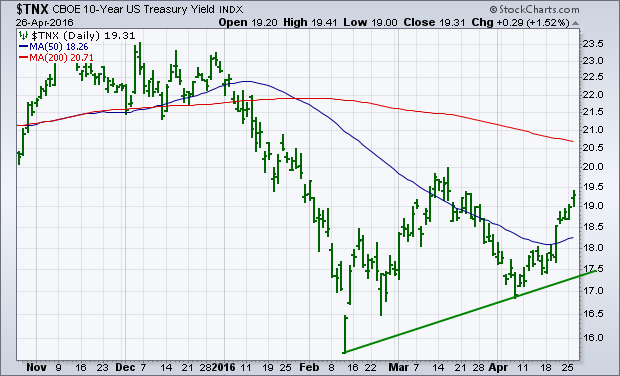 $TNX CBOE 10-Year US Treasury Yield INDX © StockCharts.com
26-Apr-2016 Open 19.20 High 19.41 Low 19.00 Close 19.31 Chg +0.29 (+1.52%)
$TNX (Daily) 19.31
MA(50) 18.26
MA(200) 20.71
23.5
23.0
22.5
22.0
21.5
21.0
20.5
20.0
19.5
19.0
18.5
18.0
17.5
17.0
16.0
Nov 9 16 23 Dec 7 14 21 28 2016 11 19 25 Feb 8 16 22 Mar 7 14 21 28 Apr 11 18 25